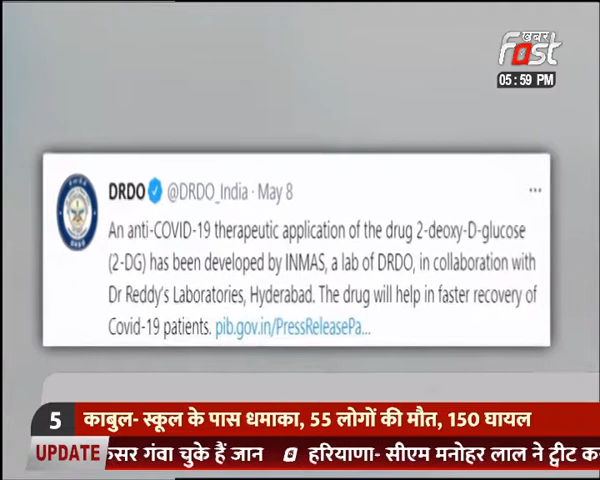 खबर
Fast
05:59 PM
DRDO @DRDO_India · May 8
An anti-COVID-19 therapeutic application of the drug 2-deoxy-D-glucose
(2-DG) has been developed by INMAS, a lab of DRDO, in collaboration with
Dr Reddy's Laboratories, Hyderabad. The drug will help in faster recovery of
Covid-19 patients. pib.gov.in/PressReleasePa...
5 काबुल- स्कूल के पास धमाका, 55 लोगों की मौत, 150 घायल
UPDATE गंवा चुके हैं जान हरियाणा- सीएम मनोहर लाल ने ट्वीट